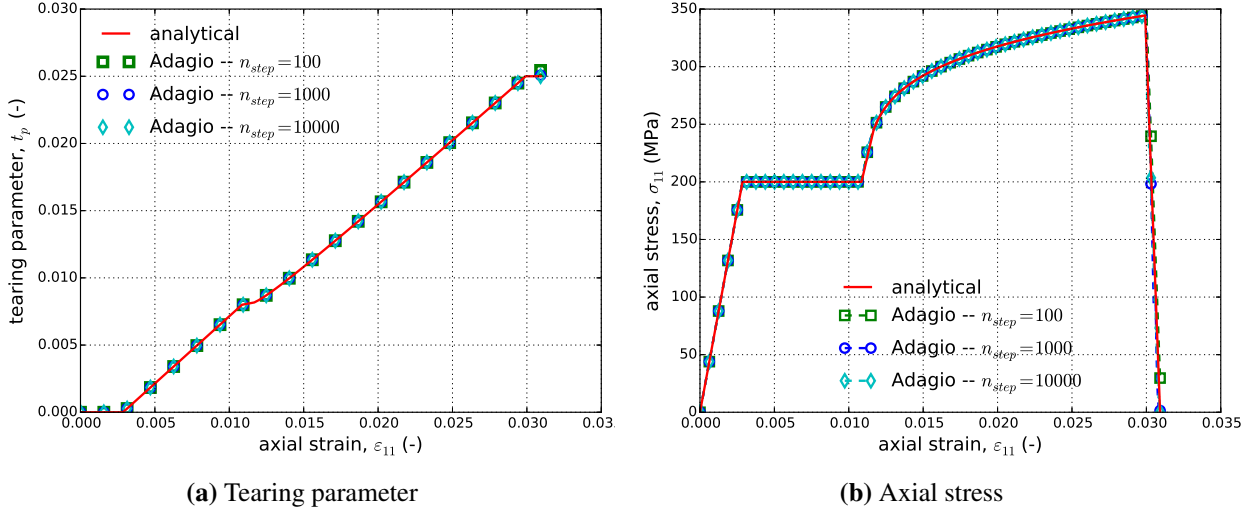 0.030
0.025
0.020
0.015
0.010
0.005
0.000
tearing parameter, t_p (-)
analytical
Adagio -- n_step=100
Adagio -- n_step=1000
Adagio -- n_step=10000
0.000 0.005 0.010 0.015 0.020 0.025 0.030 0.03
axial strain, ε_11 (-)
(a) Tearing parameter
350
300
250
200
150
100
50
0
axial stress, σ_11 (MPa)
analytical
Adagio -- n_step=100
Adagio -- n_step=1000
Adagio -- n_step=10000
0.000 0.005 0.010 0.015 0.020 0.025 0.030 0.035
axial strain, ε_11 (-)
(b) Axial stress